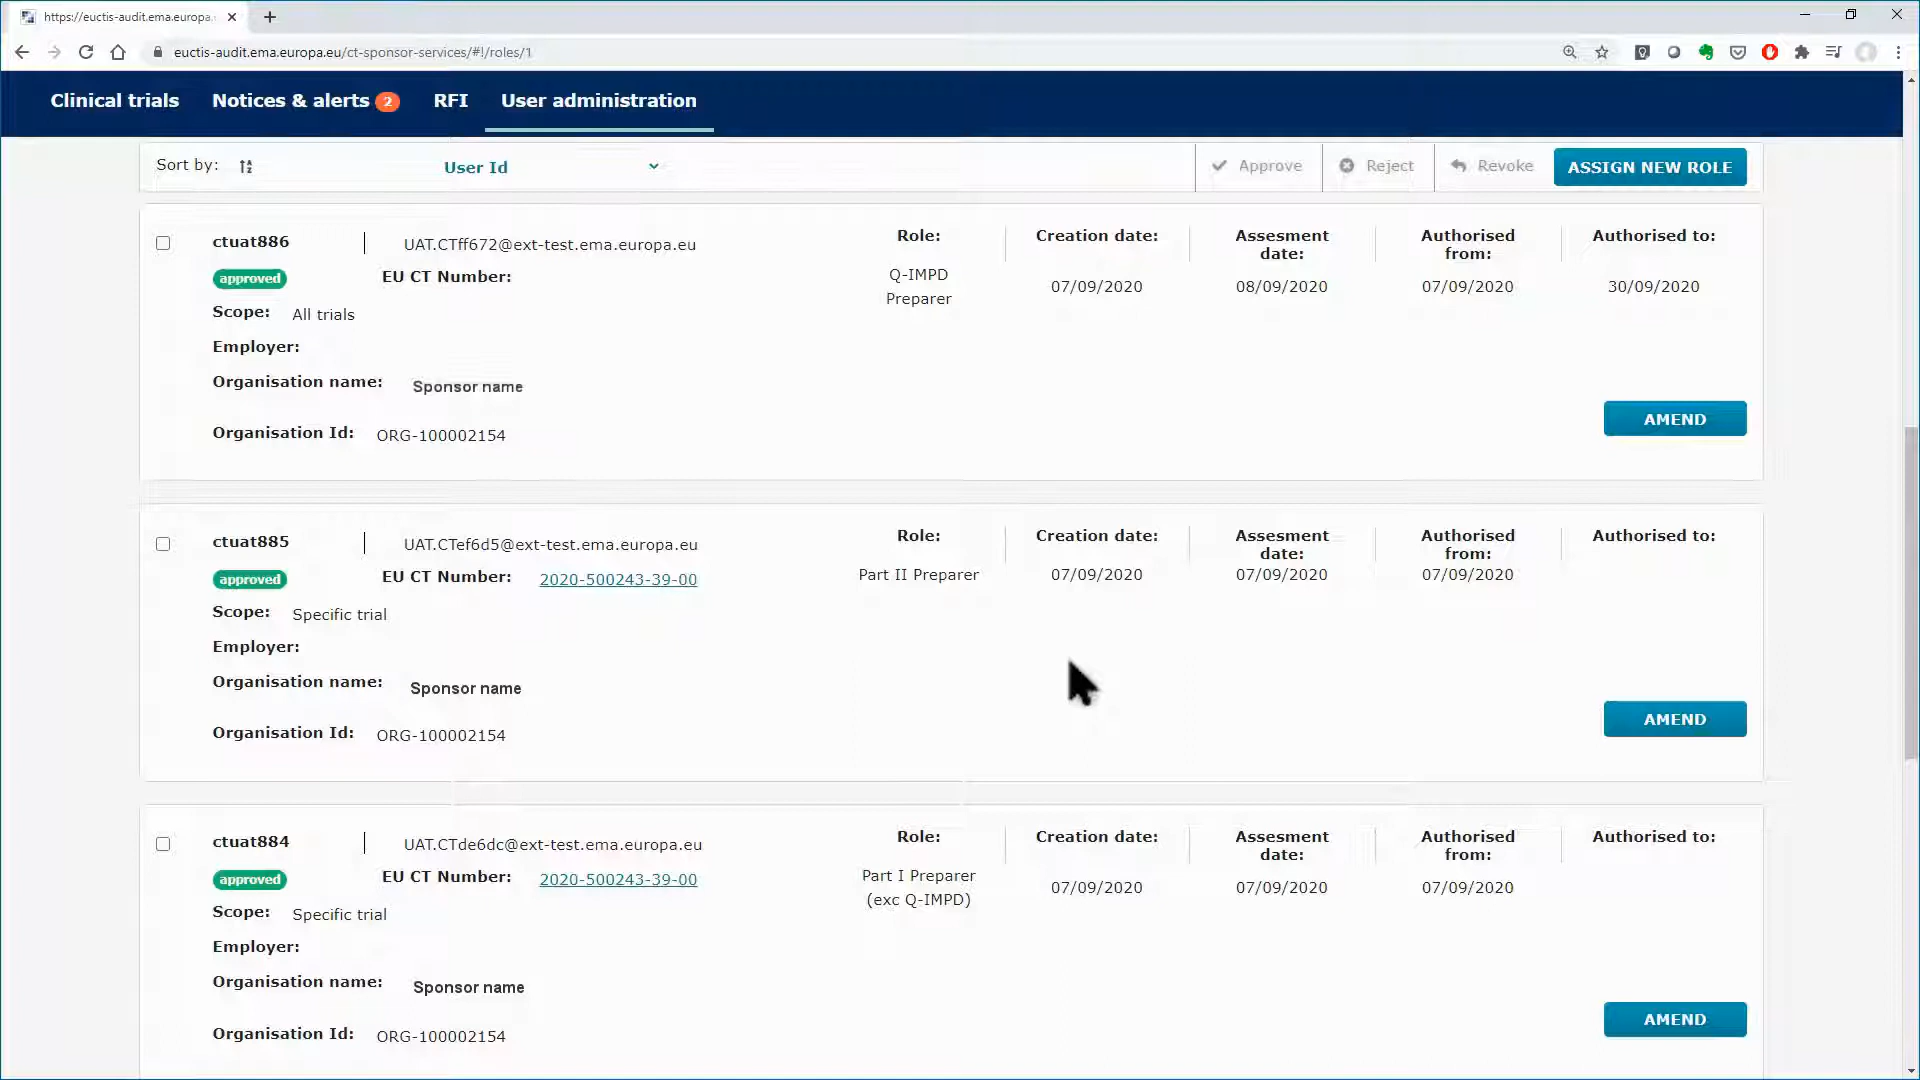 https://euctis-audit.ema.europa.
euctis-audit.ema.europa.eu/ct-sponsor-services/#!/roles/1
Clinical trials Notices & alerts 2 RFI User administration
Sort by: User Id Approve Reject Revoke ASSIGN NEW ROLE
ctuat886 UAT.CTff672@ext-test.ema.europa.eu Role: Creation date: Assesment date: Authorised from: Authorised to:
approved EU CT Number: Q-IMPD Preparer 07/09/2020 08/09/2020 07/09/2020 30/09/2020
Scope: All trials
Employer:
Organisation name: Sponsor name
AMEND
Organisation Id: ORG-100002154
ctuat885 UAT.CTef6d5@ext-test.ema.europa.eu Role: Creation date: Assesment date: Authorised from: Authorised to:
approved EU CT Number: 2020-500243-39-00 Part II Preparer 07/09/2020 07/09/2020 07/09/2020
Scope: Specific trial
Employer:
Organisation name: Sponsor name
AMEND
Organisation Id: ORG-100002154
ctuat884 UAT.CTde6dc@ext-test.ema.europa.eu Role: Creation date: Assesment date: Authorised from: Authorised to:
approved EU CT Number: 2020-500243-39-00 Part I Preparer (exc Q-IMPD) 07/09/2020 07/09/2020 07/09/2020
Scope: Specific trial
Employer:
Organisation name: Sponsor name
AMEND
Organisation Id: ORG-100002154